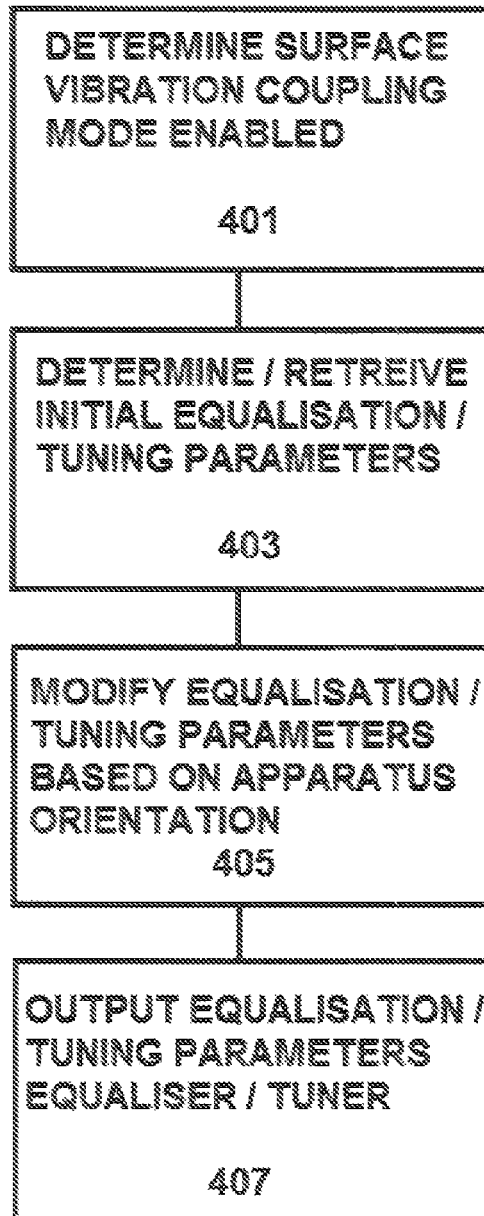 DETERMINE SURFACE
VIBRATION COUPLING
MODE ENABLED
401
DETERMINE / RETREIVE
INITIAL EQUALISATION /
TUNING PARAMETERS
403
MODIFY EQUALISATION /
TUNING PARAMETERS
BASED ON APPARATUS
ORIENTATION
405
OUTPUT EQUALISATION /
TUNING PARAMETERS
EQUALISER / TUNER
407